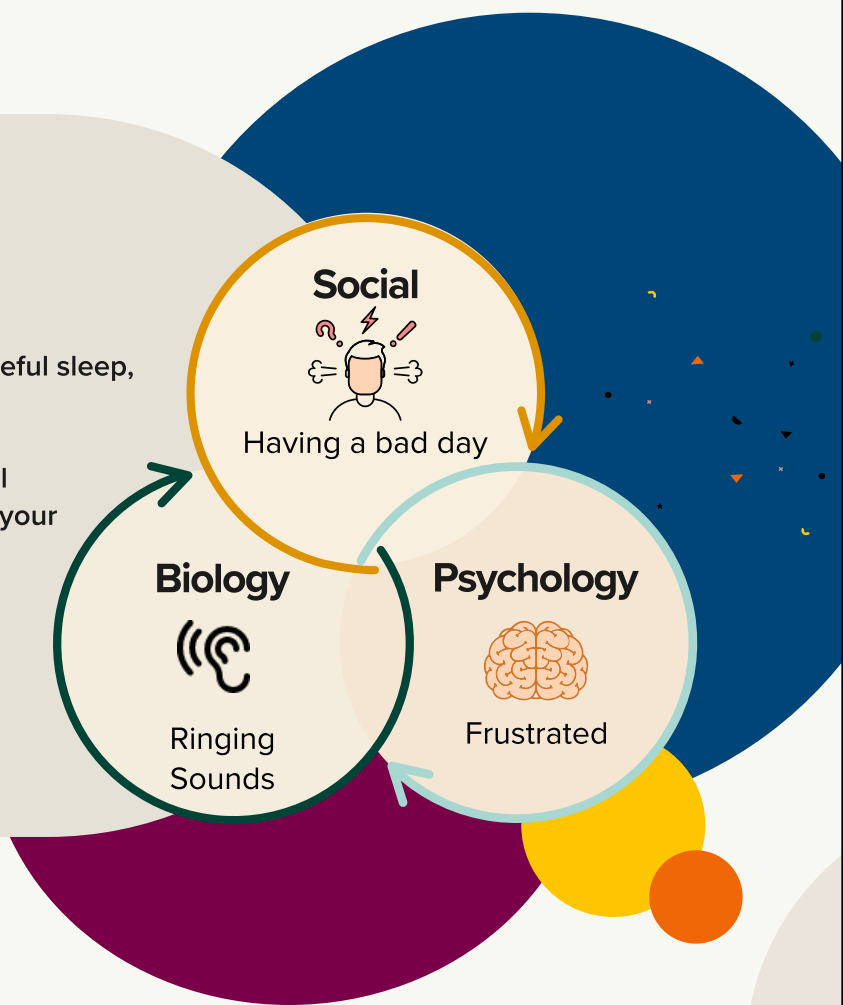 Social
eful sleep,
Having a bad day
l
your
Biology
Psychology
Ringing
Sounds
Frustrated